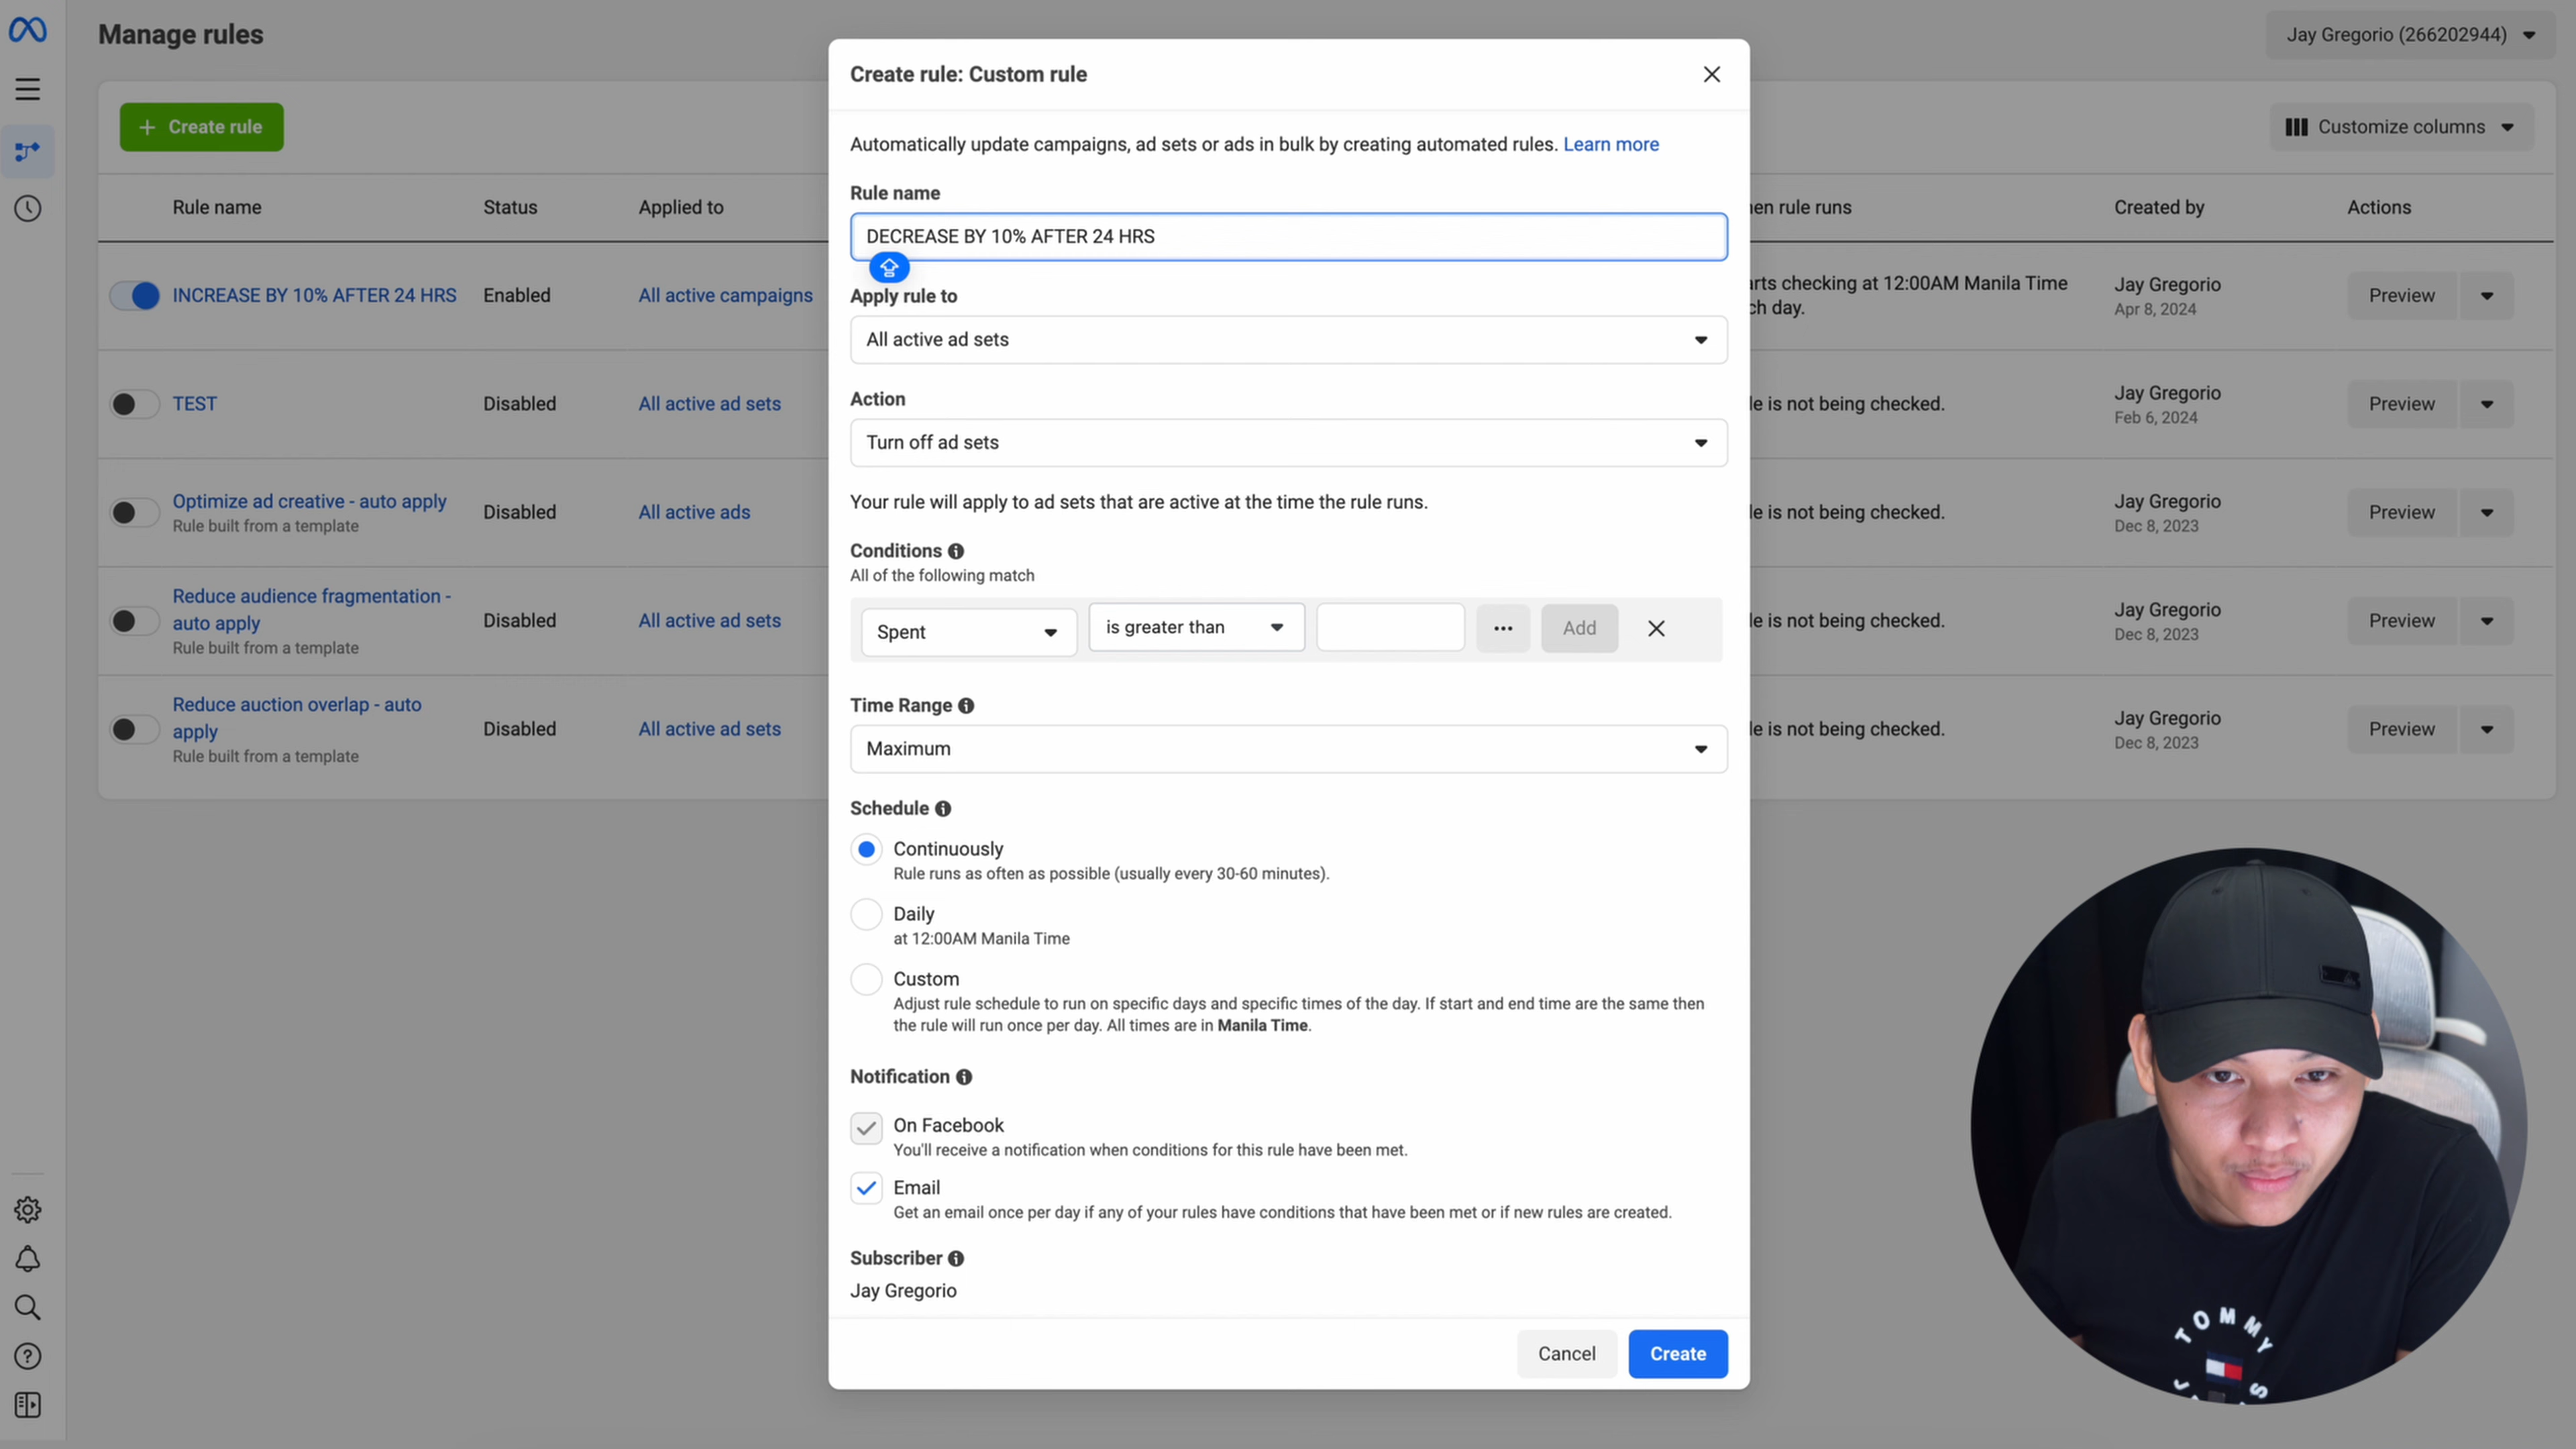 Manage rules
Jay Gregorio (266202944)
Create rule
Customize columns
Rule name
Status
Applied to
en rule runs
Created by
Actions
INCREASE BY 10% AFTER 24 HRS
Enabled
All active campaigns
arts checking at 12:00AM Manila Time
ch day.
Jay Gregorio
Apr 8, 2024
Preview
TEST
Disabled
All active ad sets
le is not being checked.
Jay Gregorio
Feb 6, 2024
Preview
Optimize ad creative - auto apply
Rule built from a template
Disabled
All active ads
le is not being checked.
Jay Gregorio
Dec 8, 2023
Preview
Reduce audience fragmentation -
auto apply
Rule built from a template
Disabled
All active ad sets
le is not being checked.
Jay Gregorio
Dec 8, 2023
Preview
Reduce auction overlap - auto
apply
Rule built from a template
Disabled
All active ad sets
le is not being checked.
Jay Gregorio
Dec 8, 2023
Preview
Create rule: Custom rule
Automatically update campaigns, ad sets or ads in bulk by creating automated rules. Learn more
Rule name
DECREASE BY 10% AFTER 24 HRS
Apply rule to
All active ad sets
Action
Turn off ad sets
Your rule will apply to ad sets that are active at the time the rule runs.
Conditions
All of the following match
Spent
is greater than
Add
Time Range
Maximum
Schedule
Continuously
Rule runs as often as possible (usually every 30-60 minutes).
Daily
at 12:00AM Manila Time
Custom
Adjust rule schedule to run on specific days and specific times of the day. If start and end time are the same then
the rule will run once per day. All times are in Manila Time.
Notification
On Facebook
You'll receive a notification when conditions for this rule have been met.
Email
Get an email once per day if any of your rules have conditions that have been met or if new rules are created.
Subscriber
Jay Gregorio
Cancel
Create
TOMMY